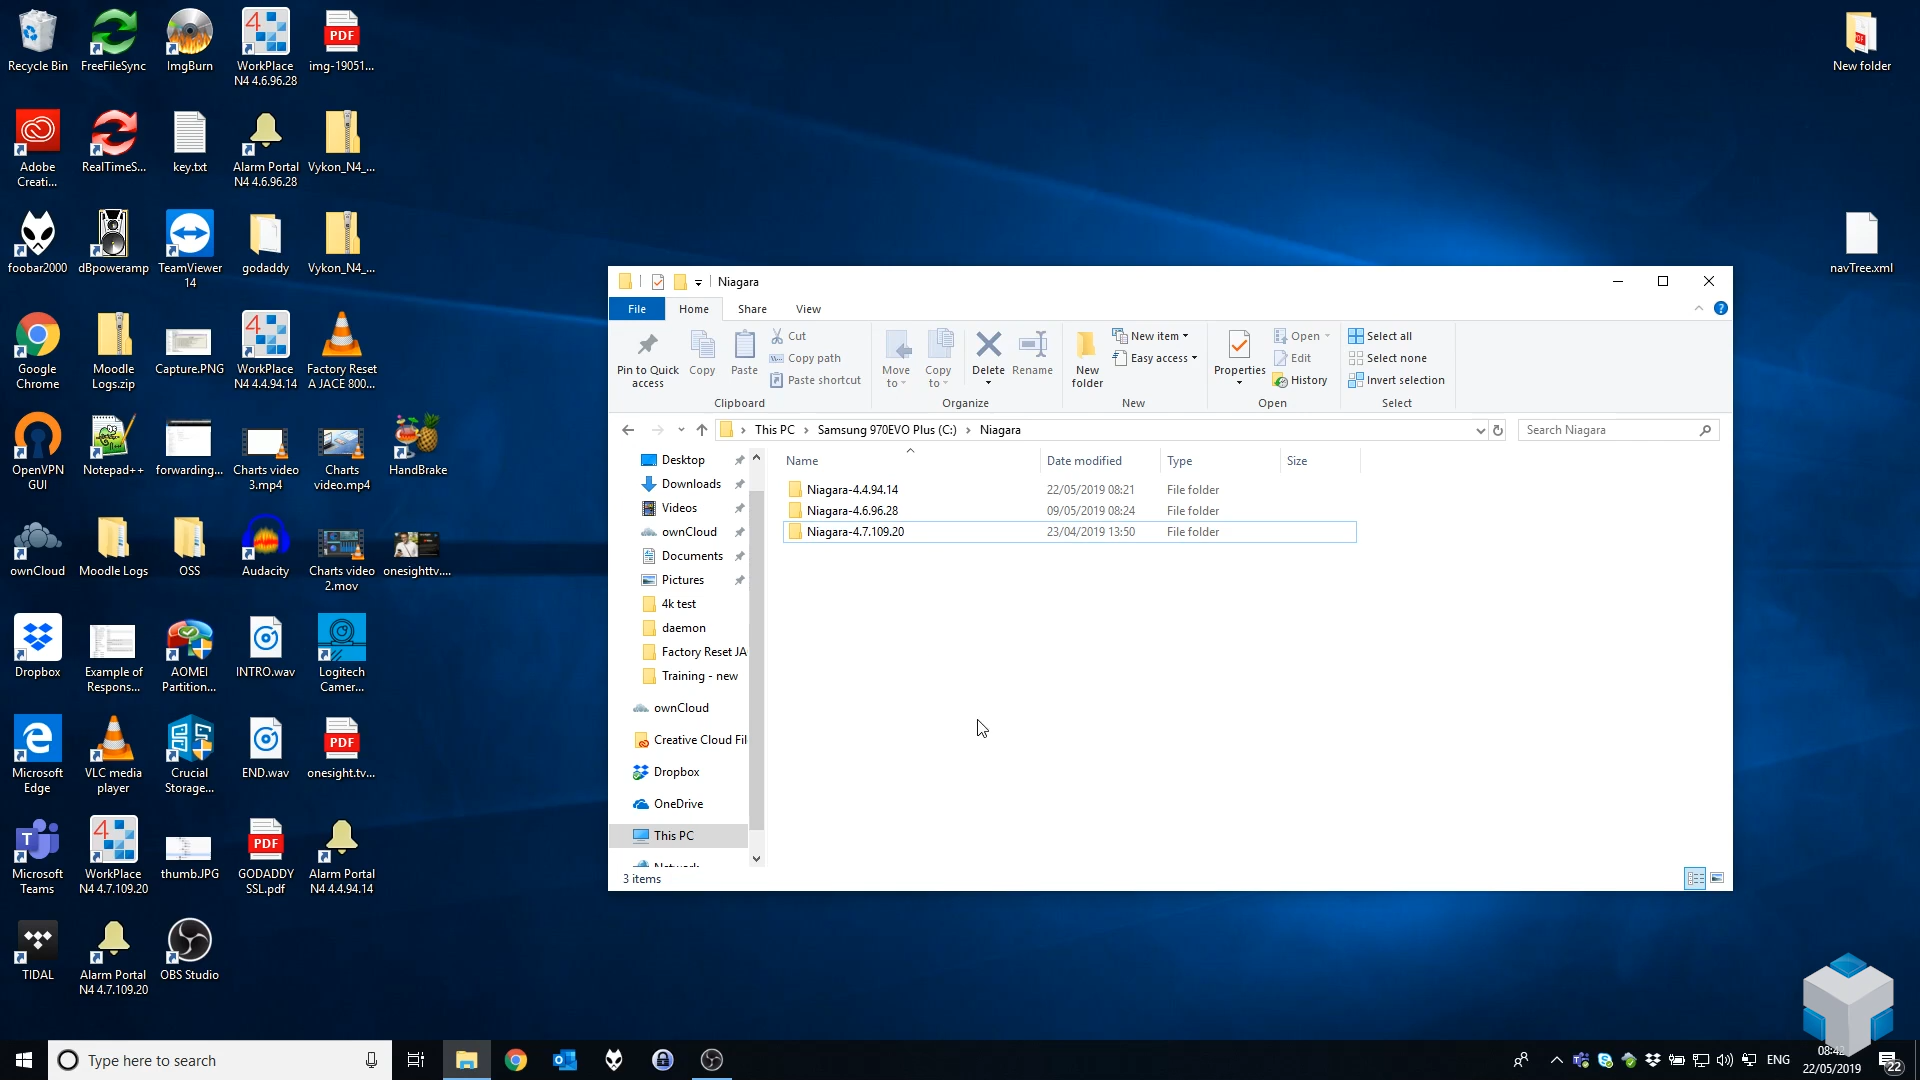 Recycle Bin
FreeFileSync
ImgBurn
WorkPlace
N4 4.6.96.28
img-19051...
New folder
Adobe
Creati...
RealTimeS...
key.txt
Alarm Portal
N4 4.6.96.28
Vykon_N4_...
foobar2000
dBpoweramp
TeamViewer
14
godaddy
Vykon_N4_...
navTree.xml
Google
Chrome
Moodle
Logs.zip
Capture.PNG
WorkPlace
N4 4.4.94.14
Factory Reset
A JACE 800...
OpenVPN
GUI
Notepad++
forwarding...
Charts video
3.mp4
Charts
video.mp4
HandBrake
ownCloud
Moodle Logs
OSS
Audacity
Charts video
2.mov
onesighttv....
Dropbox
Example of
Respons...
AOMEI
Partition...
INTRO.wav
Logitech
Camer...
Microsoft
Edge
VLC media
player
Crucial
Storage...
END.wav
onesight.tv...
Microsoft
Teams
WorkPlace
N4 4.7.109.20
thumb.JPG
GODADDY
SSL.pdf
Alarm Portal
N4 4.4.94.14
TIDAL
Alarm Portal
N4 4.7.109.20
OBS Studio
Niagara
File Home Share View
Pin to Quick
access
Copy
Paste
Cut
Copy path
Paste shortcut
Clipboard
Move
to
Copy
to
Delete
Rename
Organize
New
folder
New item
Easy access
New
Properties
Open
Edit
History
Open
Select all
Select none
Invert selection
Select
This PC > Samsung 970EVO Plus (C:) > Niagara
Search Niagara
Desktop
Downloads
Videos
ownCloud
Documents
Pictures
4k test
daemon
Factory Reset JA
Training - new
ownCloud
Creative Cloud Fil
Dropbox
OneDrive
This PC
Network
Name Date modified Type Size
Niagara-4.4.94.14 22/05/2019 08:21 File folder
Niagara-4.6.96.28 09/05/2019 08:24 File folder
Niagara-4.7.109.20 23/04/2019 13:50 File folder
3 items
Type here to search
ENG
08:42
22/05/2019
22